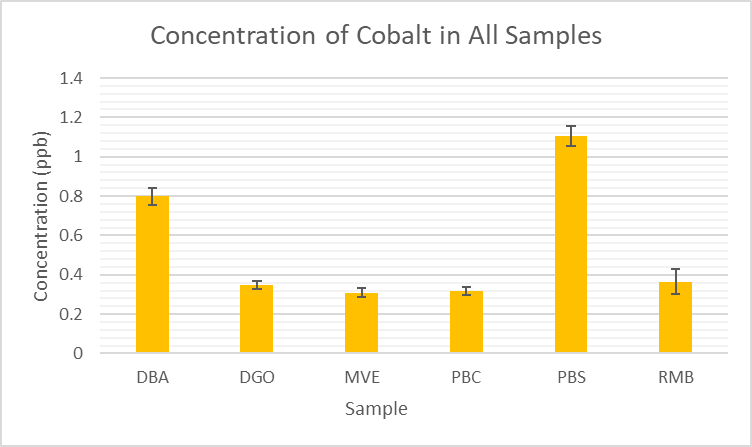 Concentration of Cobalt in All Samples
Concentration (ppb)
1.4
1.2
1
0.8
0.6
0.4
0.2
0
DBA DGO MVE PBC PBS RMB
Sample